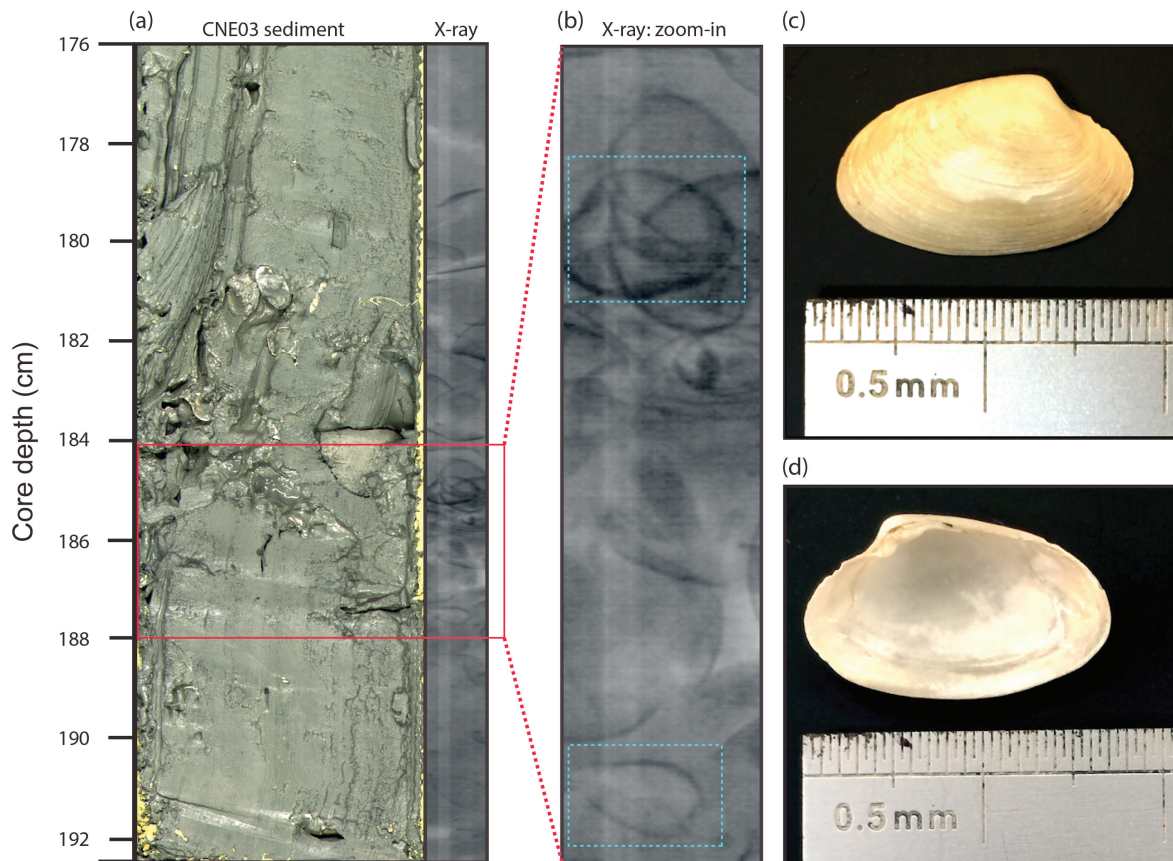 (a)
CNE03 sediment
X-ray
(b)
X-ray: zoom-in
(c)
Core depth (cm)
176
178
180
182
184
186
188
190
192
0.5 mm
(d)
0.5 mm